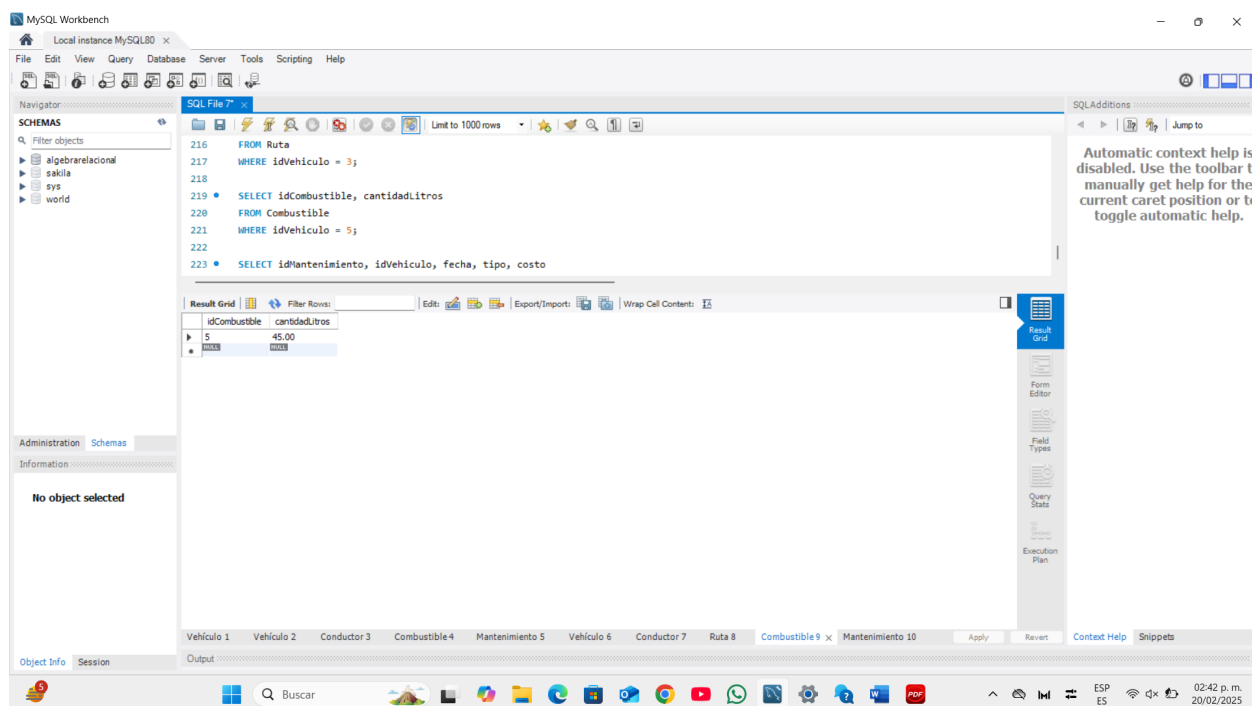 MySQL Workbench
Local instance MySQL80
File Edit View Query Database Server Tools Scripting Help
Navigator
SCHEMAS
Filter objects
algebrarelacional
sakila
sys
world
Administration Schemas
Information
No object selected
Object Info Session
SQL File 7*
Limit to 1000 rows
216 FROM Ruta
217 WHERE idVehiculo = 3;
218
219 SELECT idCombustible, cantidadLitros
220 FROM Combustible
221 WHERE idVehiculo = 5;
222
223 SELECT idMantenimiento, idVehiculo, fecha, tipo, costo
Result Grid Filter Rows: Edit: Export/Import: Wrap Cell Content:
idCombustible cantidadLitros
5 45.00
NULL NULL
Result
Grid
Form
Editor
Field
Types
Query
Stats
Execution
Plan
Vehículo 1 Vehículo 2 Conductor 3 Combustible 4 Mantenimiento 5 Vehículo 6 Conductor 7 Ruta 8 Combustible 9 Mantenimiento 10 Apply Revert
Output
SQLAdditions
Jump to
Automatic context help is
disabled. Use the toolbar t
manually get help for the
current caret position or to
toggle automatic help.
Context Help Snippets
5
Buscar
PDF
ESP
ES
02:42 p. m.
20/02/2025